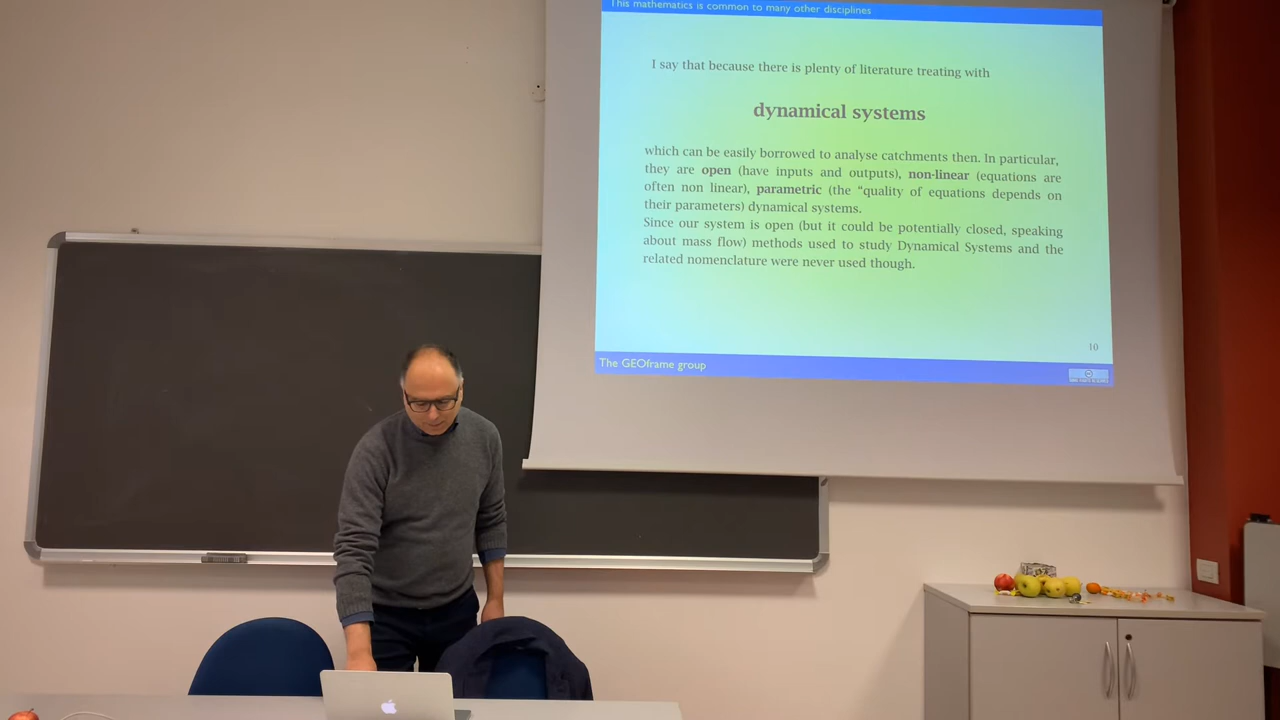 This mathematics is common to many other disciplines
I say that because there is plenty of literature treating with
dynamical systems
which can be easily borrowed to analyse catchments then. In particular,
they are open (have inputs and outputs), non-linear (equations are
often non linear), parametric (the “quality of equations depends on
their parameters) dynamical systems.
Since our system is open (but it could be potentially closed, speaking
about mass flow) methods used to study Dynamical Systems and the
related nomenclature were never used though.
10
The GEOframe group